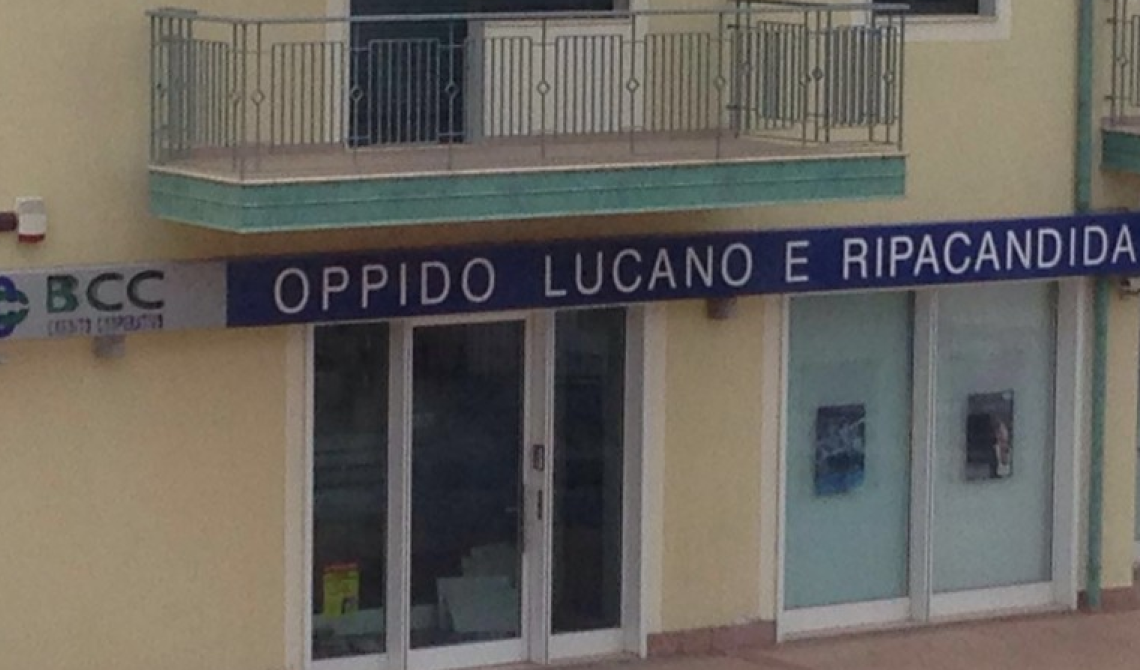 BCC
CREDITO COOPERATIVO
OPPIDO LUCANO E RIPACANDIDA